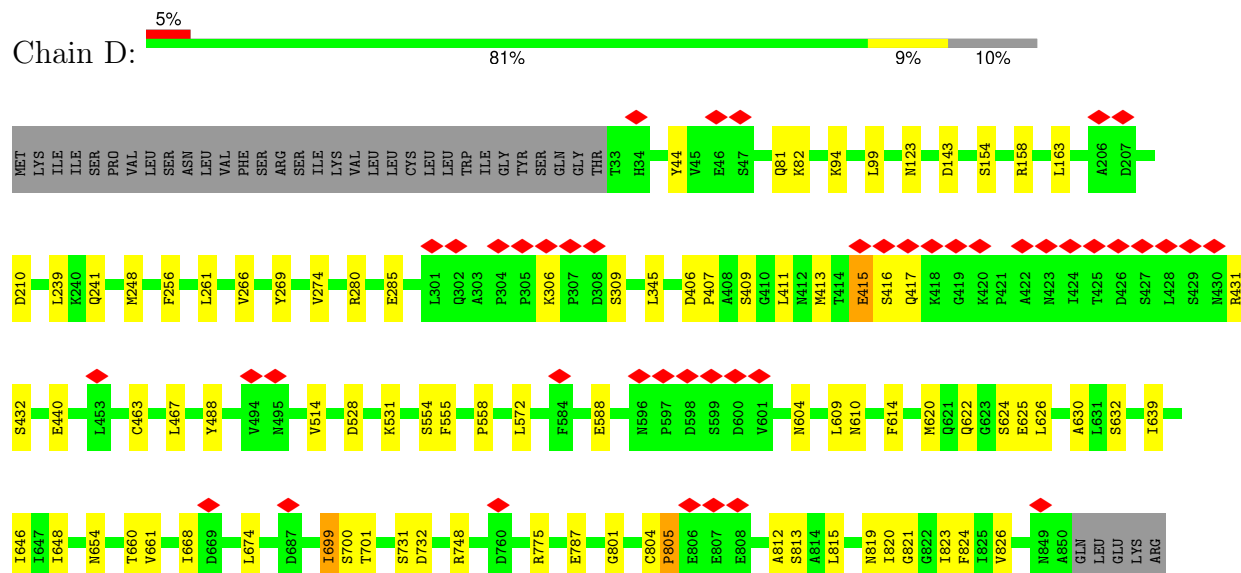 5%
Chain D:
81% 9% 10%
MET LYS ILE ILE SER PRO VAL LEU SER ASN LEU VAL PHE SER ARG SER ILE LYS VAL LEU LEU CYS LEU LEU TRP ILE GLY TYR SER GLN GLY THR T33 H34 Y44 V45 E46 S47 Q81 K82 K94 L99 N123 D143 S154 R158 L163 A206 D207
D210 L239 K240 Q241 M248 F256 L261 V266 Y269 V274 R280 E285 L301 Q302 A303 P304 P305 K306 P307 D308 S309 L345 D406 P407 A408 S409 G410 L411 N412 M413 T414 E415 S416 Q417 K418 G419 K420 P421 A422 N423 I424 T425 D426 S427 L428 S429 N430 R431
S432 E440 L453 C463 L467 Y488 V494 N495 V514 D528 K531 S554 F555 P558 L572 F584 E588 N596 P597 D598 S599 D600 V601 N604 L609 N610 F614 M620 Q621 Q622 G623 S624 E625 L626 A630 L631 S632 I639
I646 I647 I648 N654 T660 V661 I668 D669 L674 D687 I699 S700 T701 S731 D732 R748 D760 R775 E787 G801 C804 P805 E806 E807 E808 A812 S813 A814 L815 N819 I820 G821 G822 I823 F824 I825 V826 N849 A850 GLN LEU GLU LYS ARG